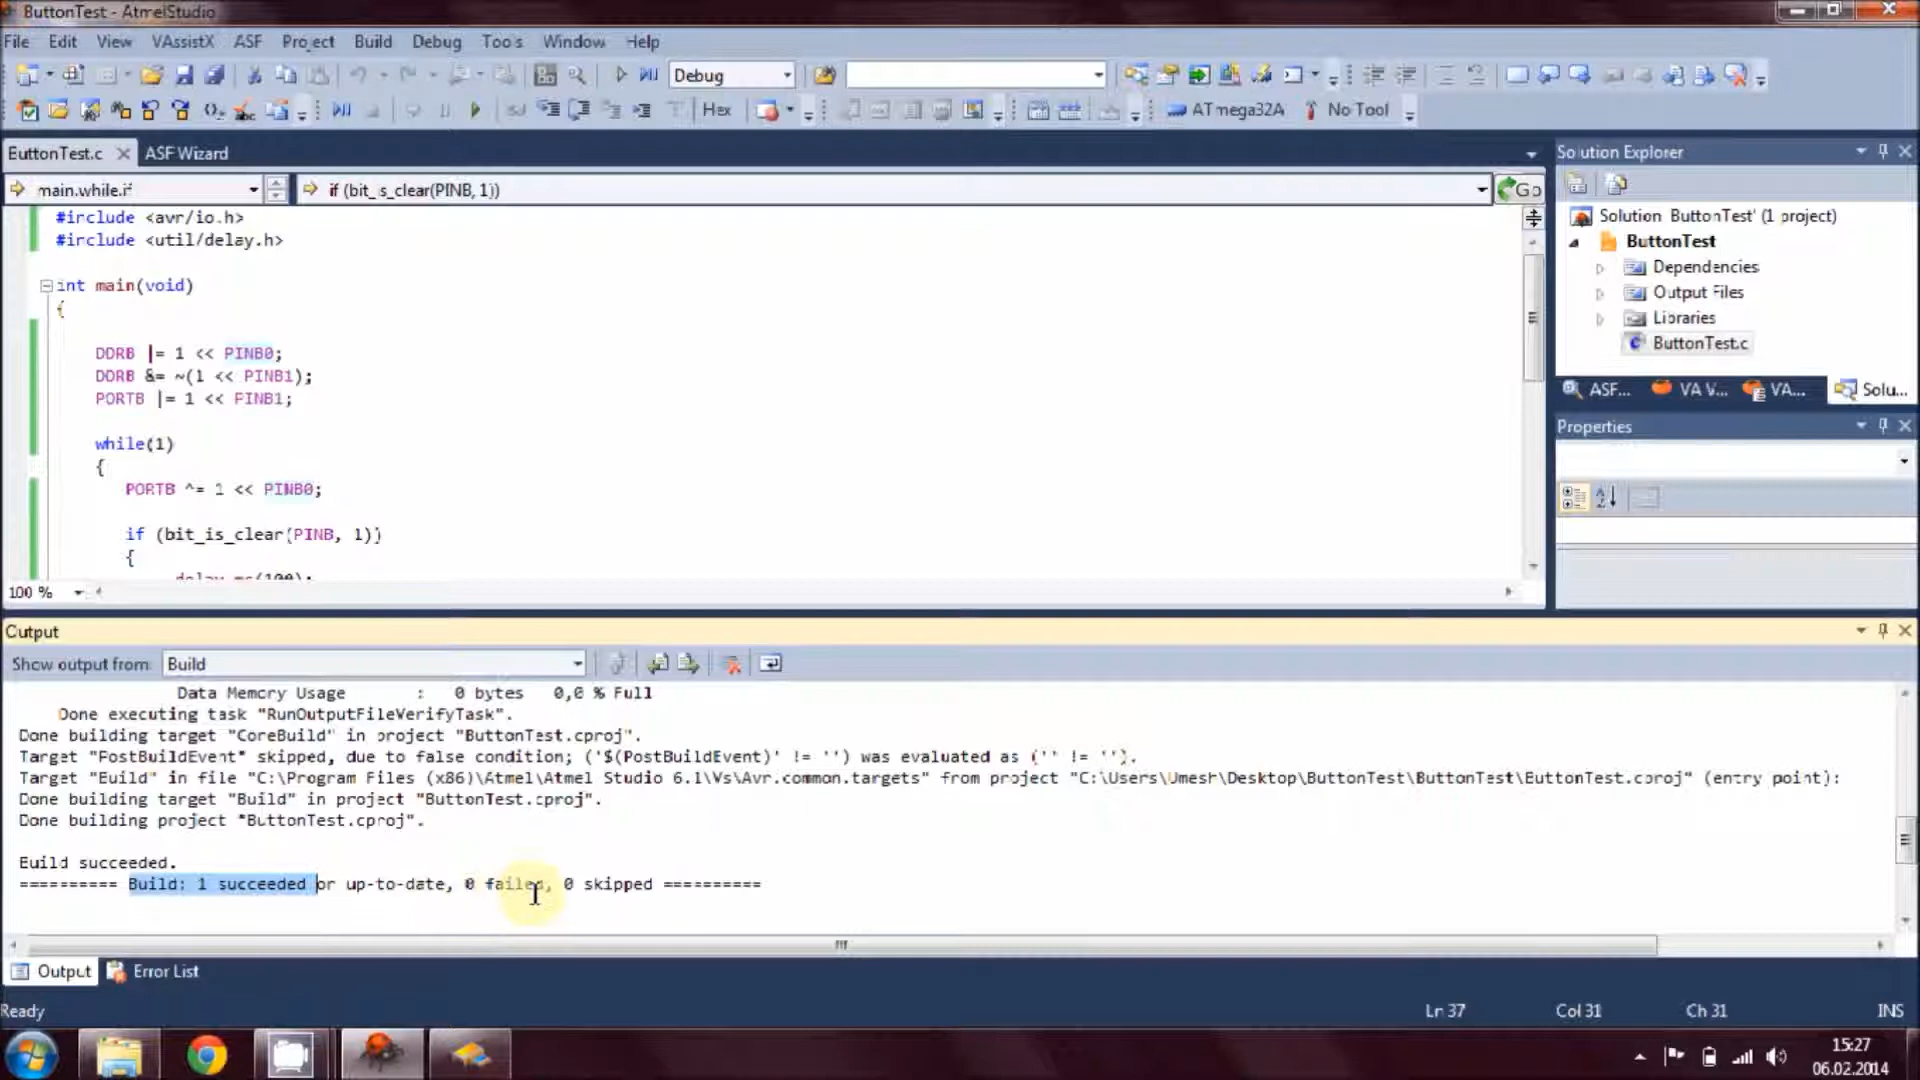 ButtonTest - AtmelStudio
File Edit View VAssistX ASF Project Build Debug Tools Window Help
Debug
Hex ATmega32A No Tool
EuttonTest.c ASF Wizard
main.while.if if (bit_is_clear(PINB, 1)) Go
#include <avr/io.h>
#include <util/delay.h>
int main(void)
{
DDRB |= 1 << PINB0;
DDRB &= ~(1 << PINB1);
PORTB |= 1 << PINB1;
while(1)
{
PORTB ^= 1 << PINB0;
if (bit_is_clear(PINB, 1))
{
_delay_ms(100);
100 %
Solution Explorer
Solution 'ButtonTest' (1 project)
ButtonTest
Dependencies
Output Files
Libraries
ButtonTest.c
ASF... VA V... VA... Solu...
Properties
Output
Show output from: Build
Data Memory Usage : 0 bytes 0,0 % Full
Done executing task "RunOutputFileVerifyTask".
Done building target "CoreBuild" in project "ButtonTest.cproj".
Target "PostBuildEvent" skipped, due to false condition; ('$(PostBuildEvent)' != '') was evaluated as ('' != '').
Target "Build" in file "C:\Program Files (x86)\Atmel\Atmel Studio 6.1\Vs\Avr.common.targets" from project "C:\Users\Umesh\Desktop\ButtonTest\ButtonTest\ButtonTest.cproj" (entry point):
Done building target "Build" in project "ButtonTest.cproj".
Done building project "ButtonTest.cproj".
Build succeeded.
========== Build: 1 succeeded or up-to-date, 0 failed, 0 skipped ==========
Output Error List
Ready Ln 37 Col 31 Ch 31 INS
15:27
06.02.2014